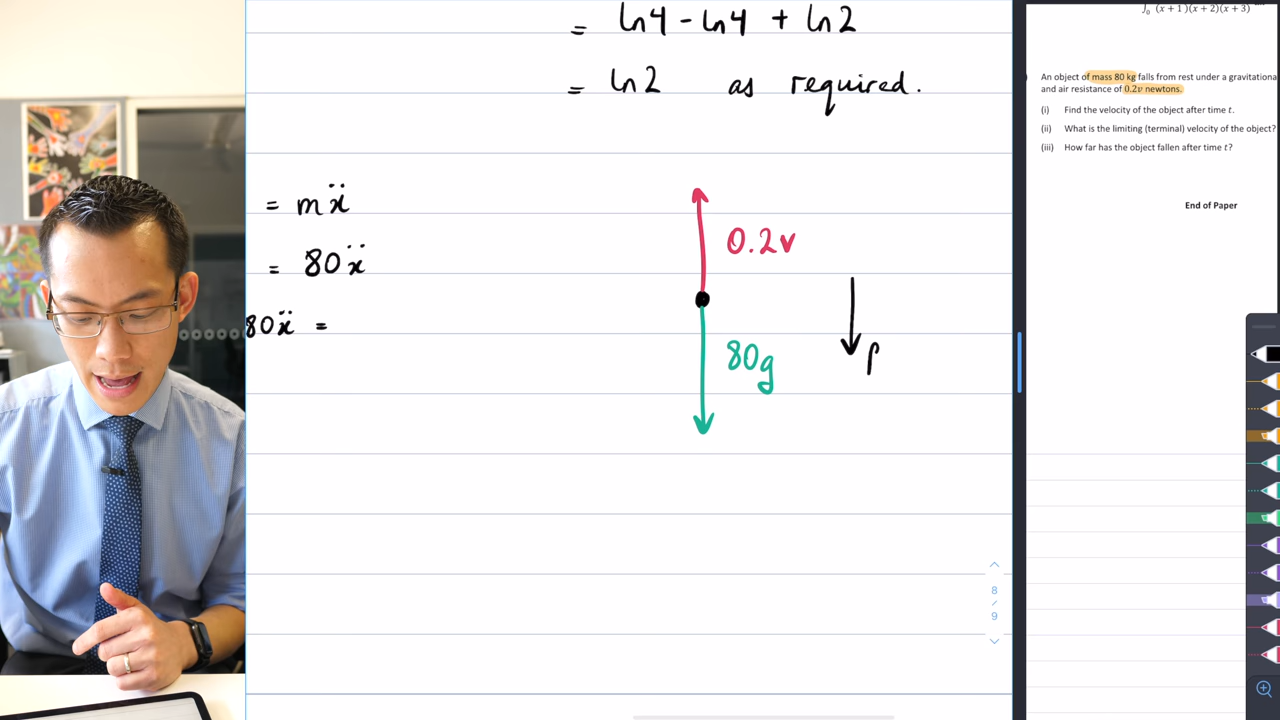 = ln4 - ln4 + ln2
= ln2 as required.
= mẍ
= 80ẍ
80ẍ =
0.2v
80g
8
/
9
(x + 1)(x + 2)(x + 3)
An object of mass 80 kg falls from rest under a gravitationa
and air resistance of 0.2v newtons.
(i) Find the velocity of the object after time t.
(ii) What is the limiting (terminal) velocity of the object?
(iii) How far has the object fallen after time t?
End of Paper